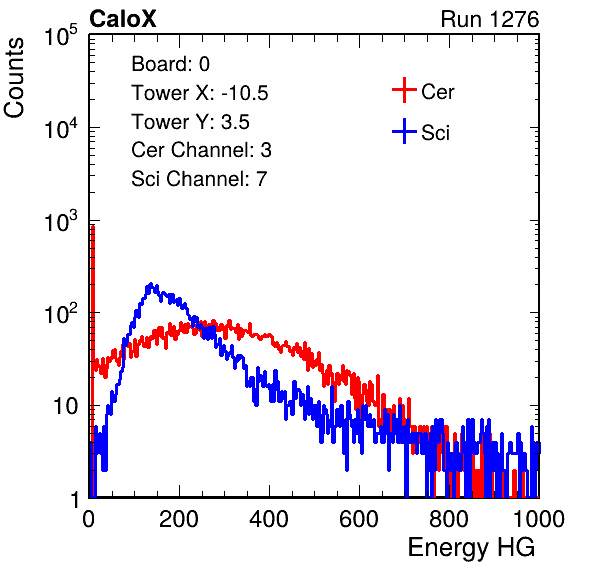 CaloX Run 1276
Counts
10^5
10^4
10^3
10^2
10
1
Board: 0
Tower X: -10.5
Tower Y: 3.5
Cer Channel: 3
Sci Channel: 7
Cer
Sci
0 200 400 600 800 1000
Energy HG